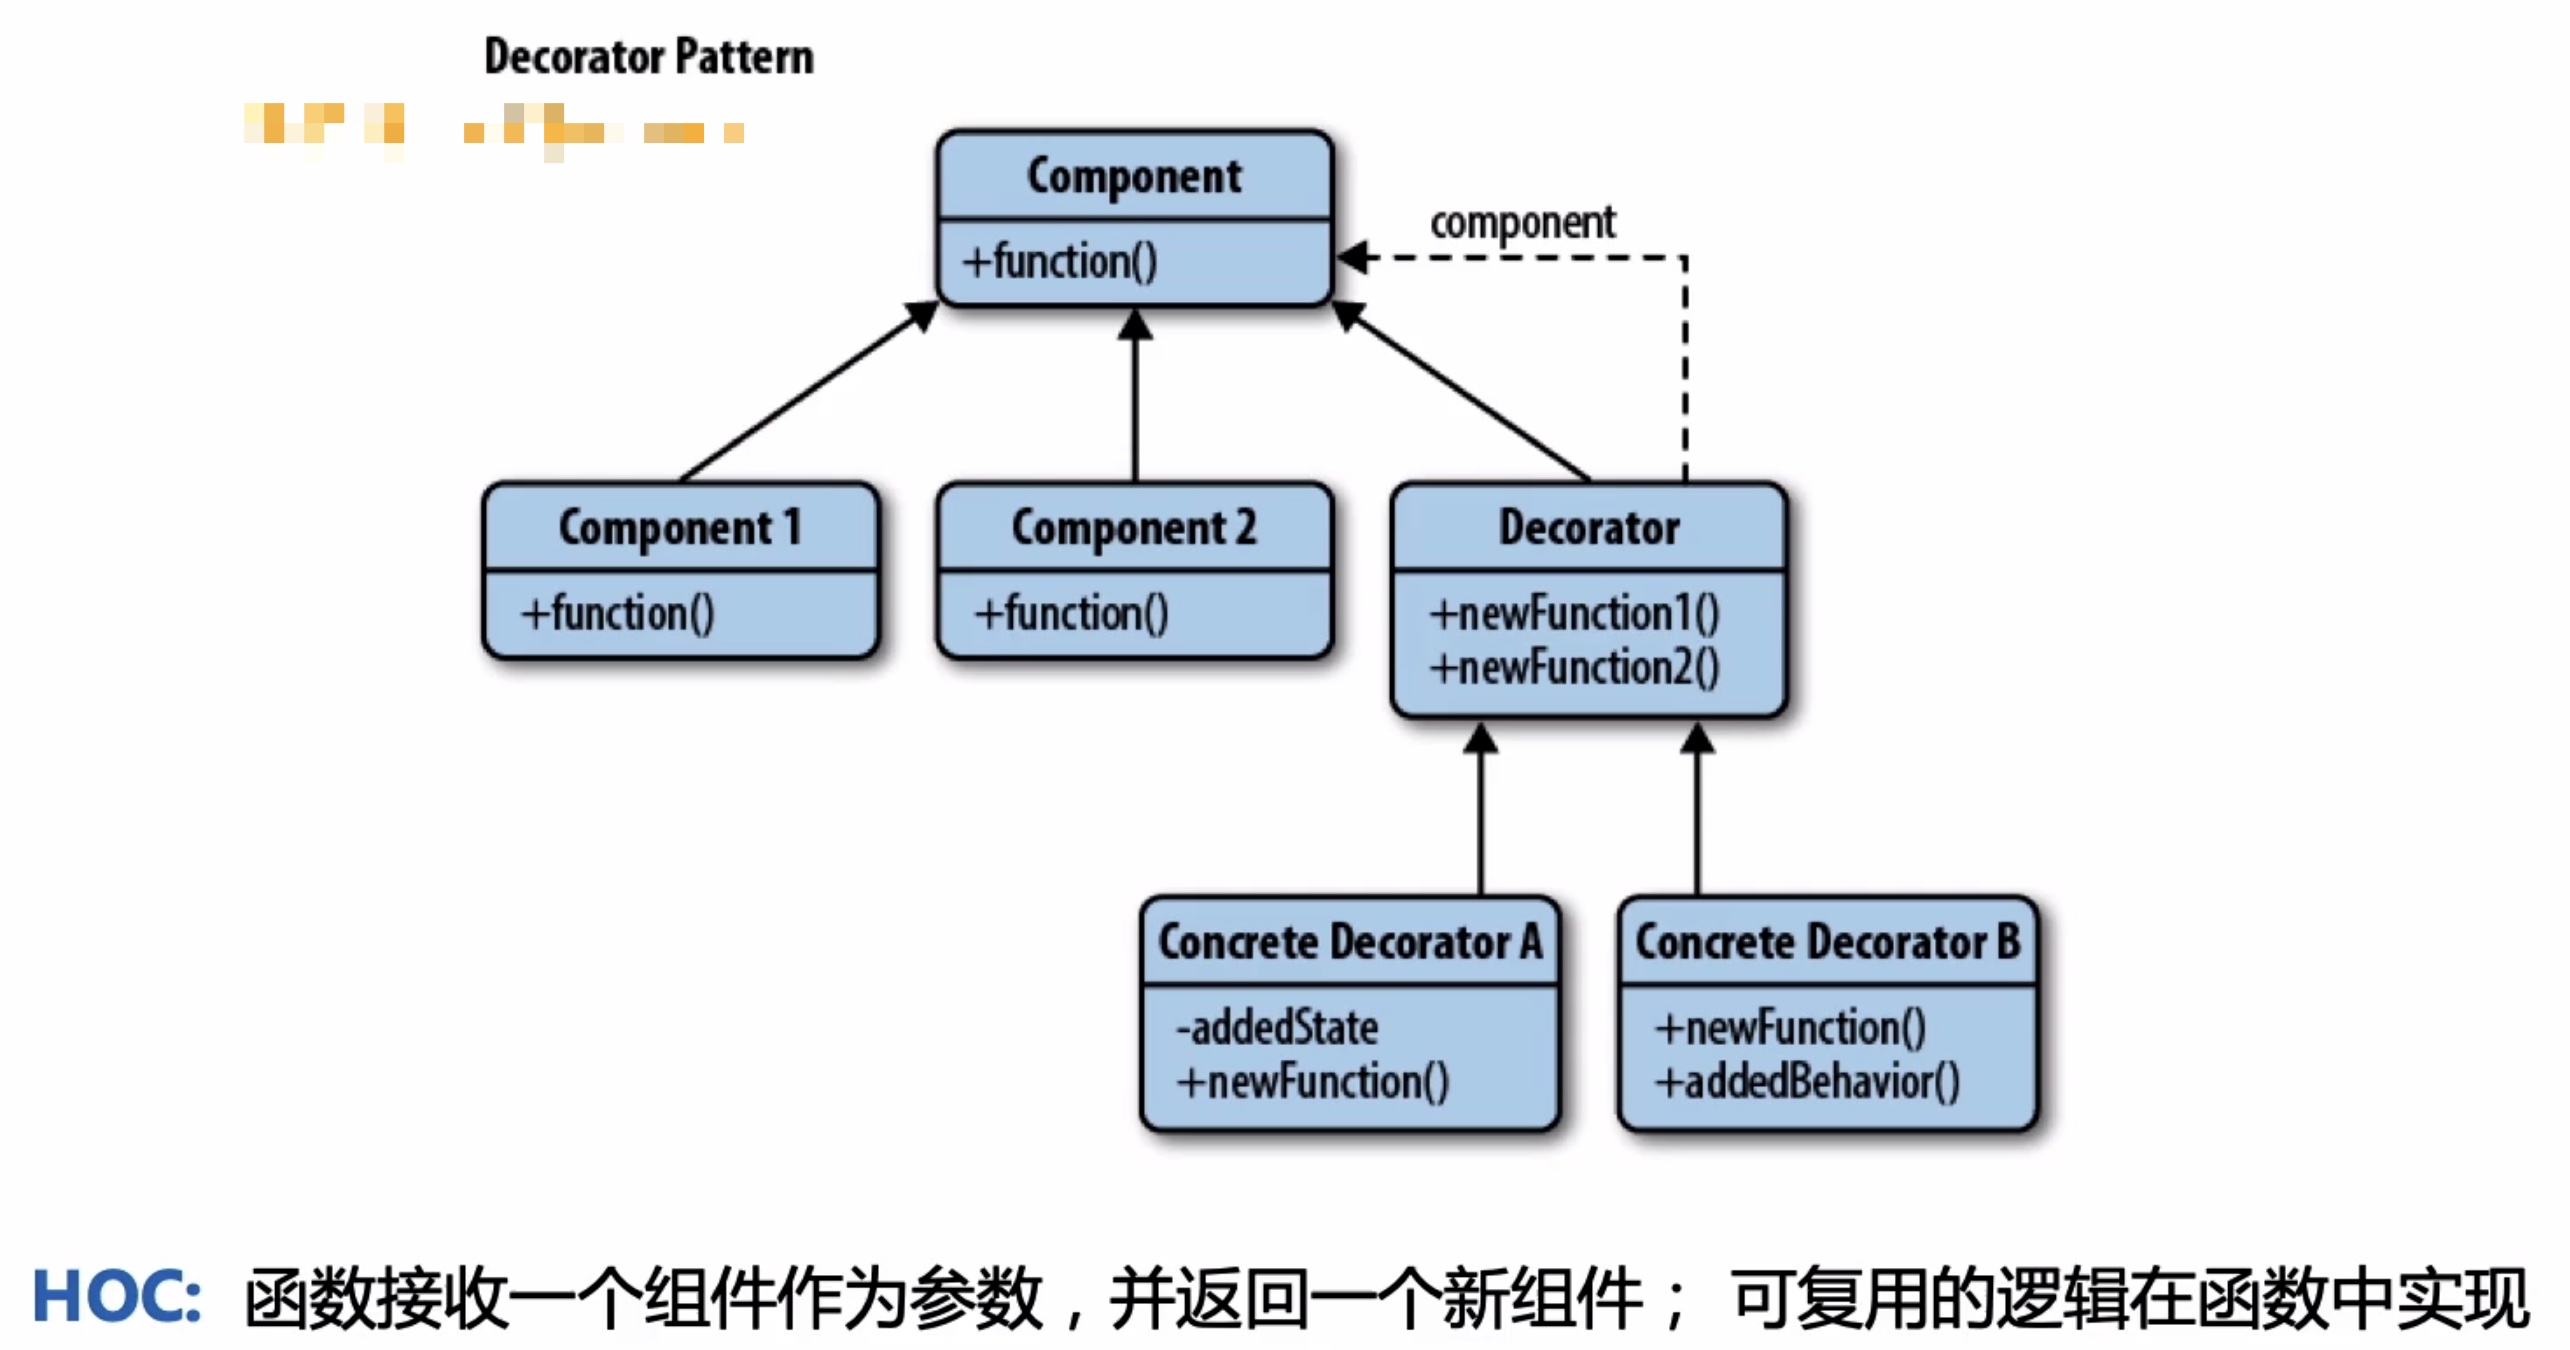 Decorator Pattern
Component
+function()
component
Component 1
+function()
Component 2
+function()
Decorator
+newFunction1()
+newFunction2()
Concrete Decorator A
-addedState
+newFunction()
Concrete Decorator B
+newFunction()
+addedBehavior()
HOC: 函数接收一个组件作为参数，并返回一个新组件； 可复用的逻辑在函数中实现